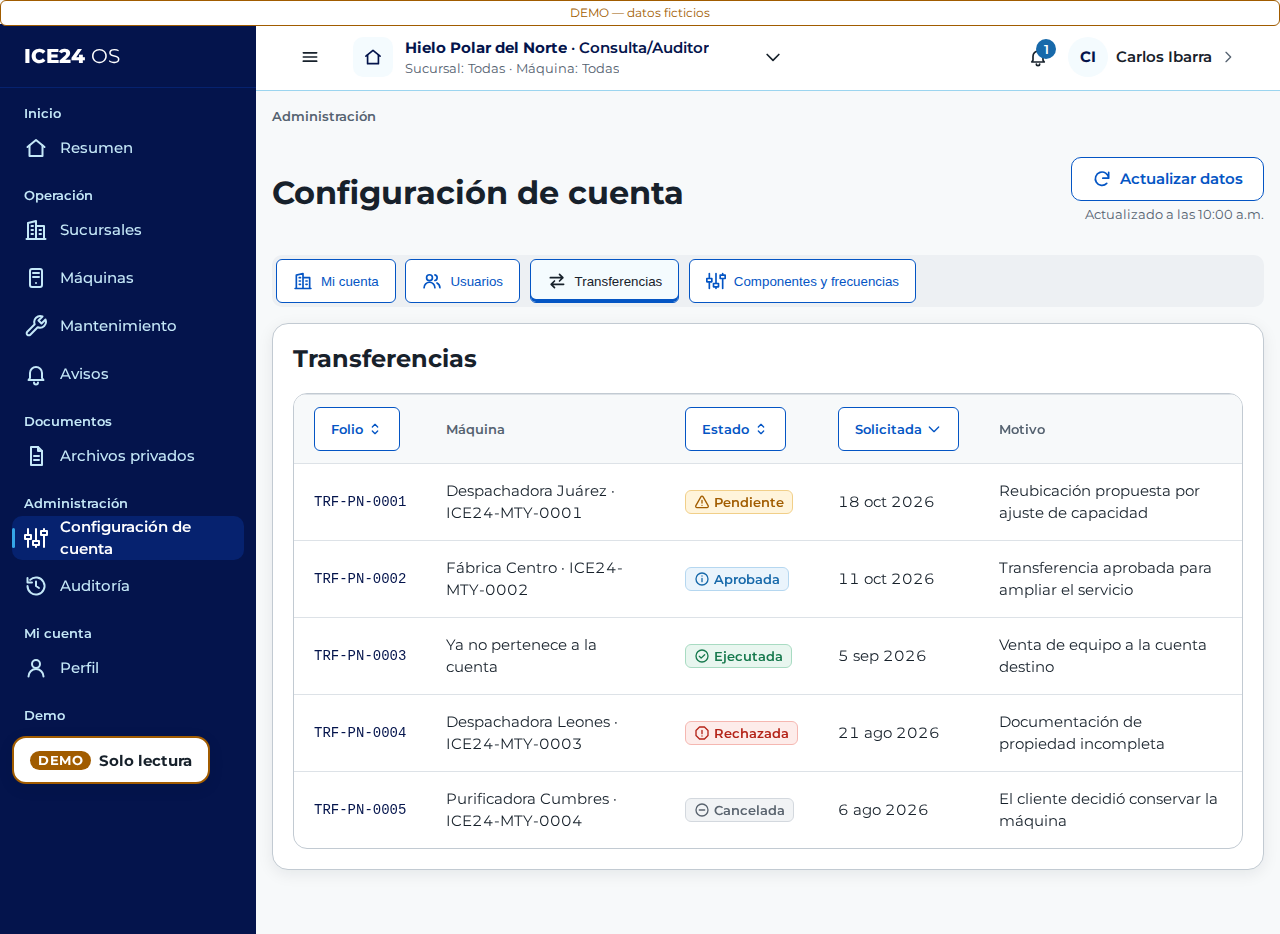 DEMO — datos ficticios
ICE24 OS
Inicio
Resumen
Operación
Sucursales
Máquinas
Mantenimiento
Avisos
Documentos
Archivos privados
Administración
Configuración de
cuenta
Auditoría
Mi cuenta
Perfil
Demo
DEMO Solo lectura
Hielo Polar del Norte · Consulta/Auditor
Sucursal: Todas · Máquina: Todas
1
CI Carlos Ibarra
Administración
Configuración de cuenta
Actualizar datos
Actualizado a las 10:00 a.m.
Mi cuenta Usuarios Transferencias Componentes y frecuencias
Transferencias
Folio Máquina Estado Solicitada Motivo
TRF-PN-0001 Despachadora Juárez · Pendiente 18 oct 2026 Reubicación propuesta por
ICE24-MTY-0001 ajuste de capacidad
TRF-PN-0002 Fábrica Centro · ICE24- Aprobada 11 oct 2026 Transferencia aprobada para
MTY-0002 ampliar el servicio
TRF-PN-0003 Ya no pertenece a la Ejecutada 5 sep 2026 Venta de equipo a la cuenta
cuenta destino
TRF-PN-0004 Despachadora Leones · Rechazada 21 ago 2026 Documentación de
ICE24-MTY-0003 propiedad incompleta
TRF-PN-0005 Purificadora Cumbres · Cancelada 6 ago 2026 El cliente decidió conservar la
ICE24-MTY-0004 máquina